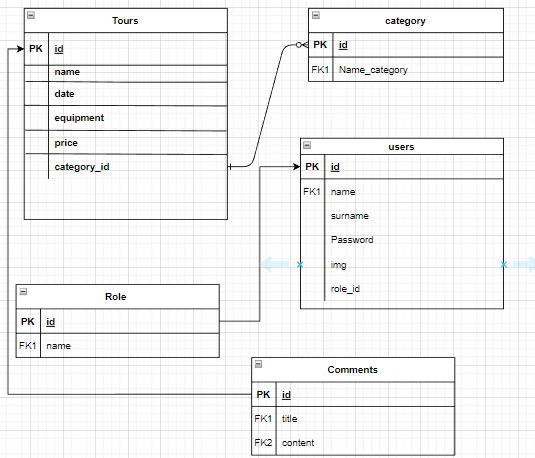 Tours
PK id
name
date
equipment
price
category_id
category
PK id
FK1 Name_category
users
PK id
FK1 name
surname
Password
img
role_id
Role
PK id
FK1 name
Comments
PK id
FK1 title
FK2 content